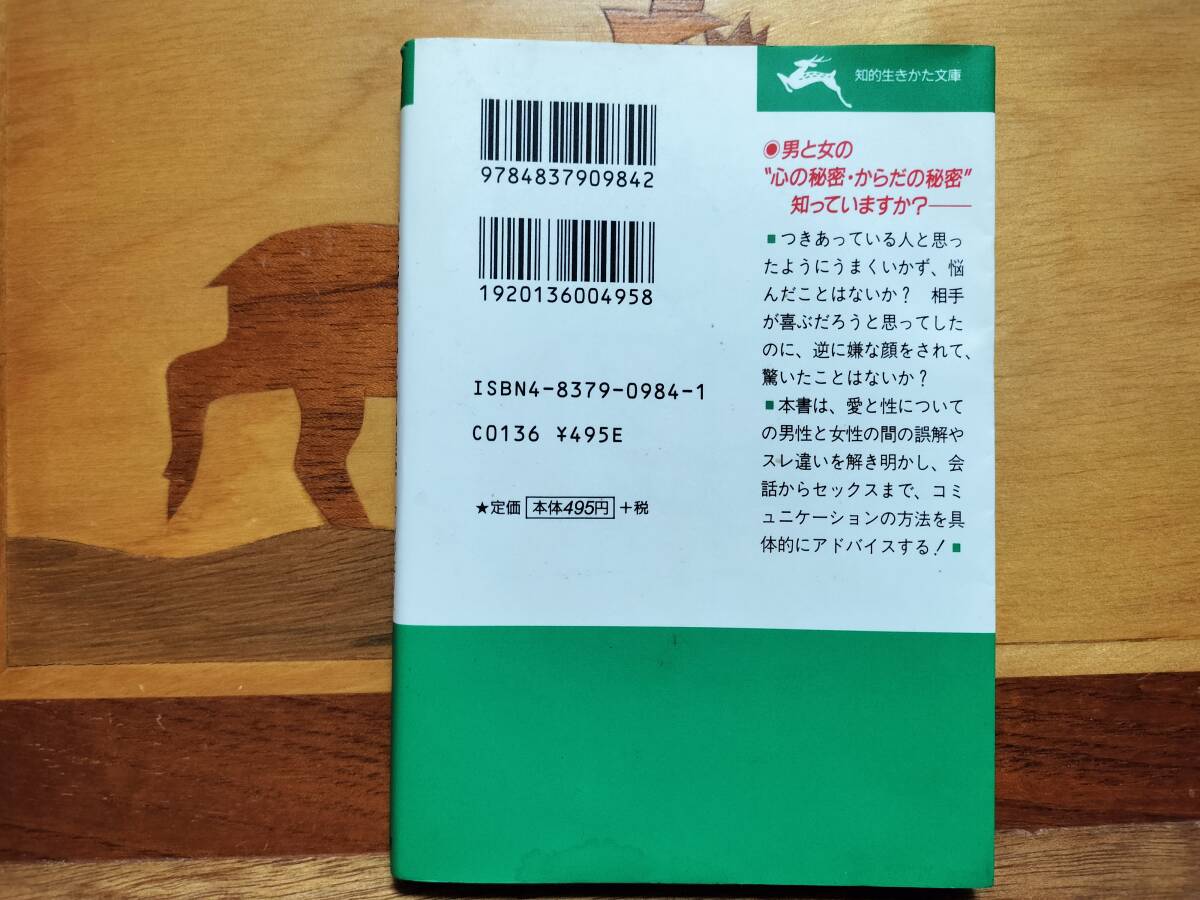 知的生きかた文庫
9784837909842
1920136004958
ISBN4-8379-0984-1
C0136 ¥495E
★定価 本体495円 +税
◉男と女の
"心の秘密・からだの秘密"
知っていますか?——
■つきあっている人と思っ
たようにうまくいかず、悩
んだことはないか? 相手
が喜ぶだろうと思ってした
のに、逆に嫌な顔をされて、
驚いたことはないか?
■本書は、愛と性について
の男性と女性の間の誤解や
スレ違いを解き明かし、会
話からセックスまで、コミ
ュニケーションの方法を具
体的にアドバイスする!■